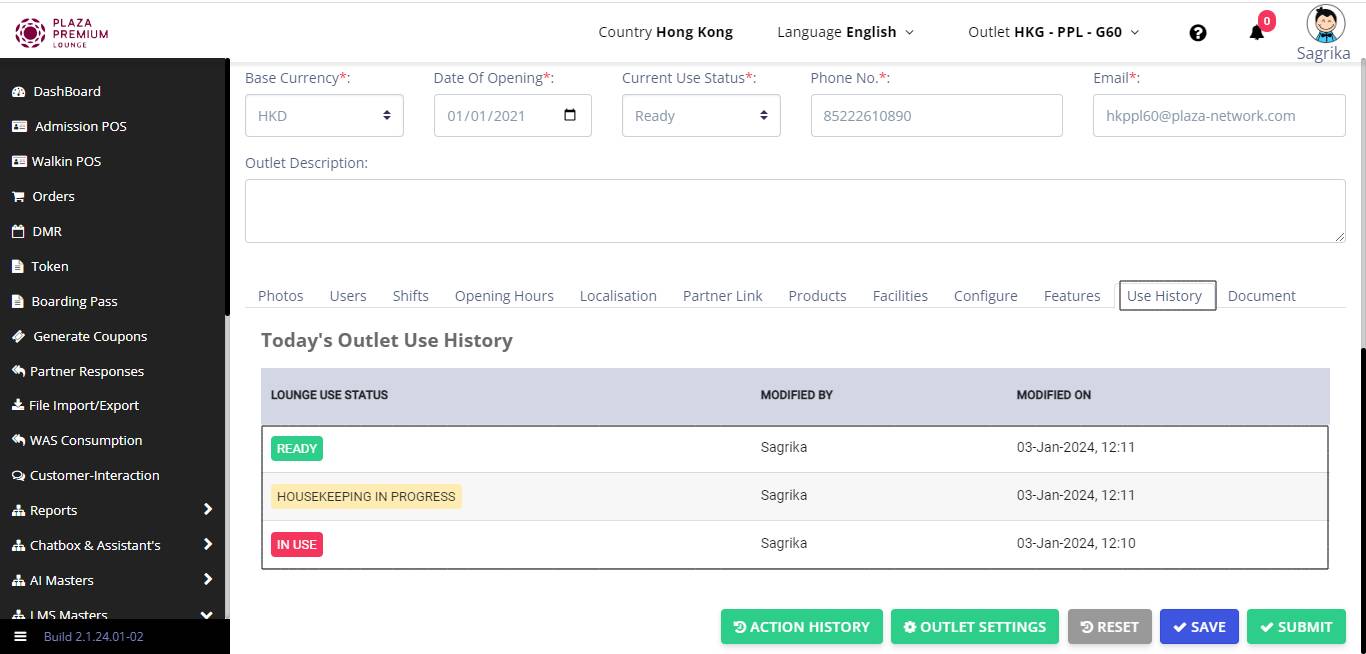 PLAZA
PREMIUM
LOUNGE
Country Hong Kong
Language English
Outlet HKG - PPL - G60
0
Sagrika
DashBoard
Admission POS
Walkin POS
Orders
DMR
Token
Boarding Pass
Generate Coupons
Partner Responses
File Import/Export
WAS Consumption
Customer-Interaction
Reports
Chatbox & Assistant's
AI Masters
LMS Masters
Build 2.1.24.01-02
Base Currency*:
Date Of Opening*:
Current Use Status*:
Phone No.*:
Email*:
HKD
01/01/2021
Ready
85222610890
hkppl60@plaza-network.com
Outlet Description:
Photos Users Shifts Opening Hours Localisation Partner Link Products Facilities Configure Features Use History Document
Today's Outlet Use History
LOUNGE USE STATUS MODIFIED BY MODIFIED ON
READY Sagrika 03-Jan-2024, 12:11
HOUSEKEEPING IN PROGRESS Sagrika 03-Jan-2024, 12:11
IN USE Sagrika 03-Jan-2024, 12:10
ACTION HISTORY OUTLET SETTINGS RESET SAVE SUBMIT